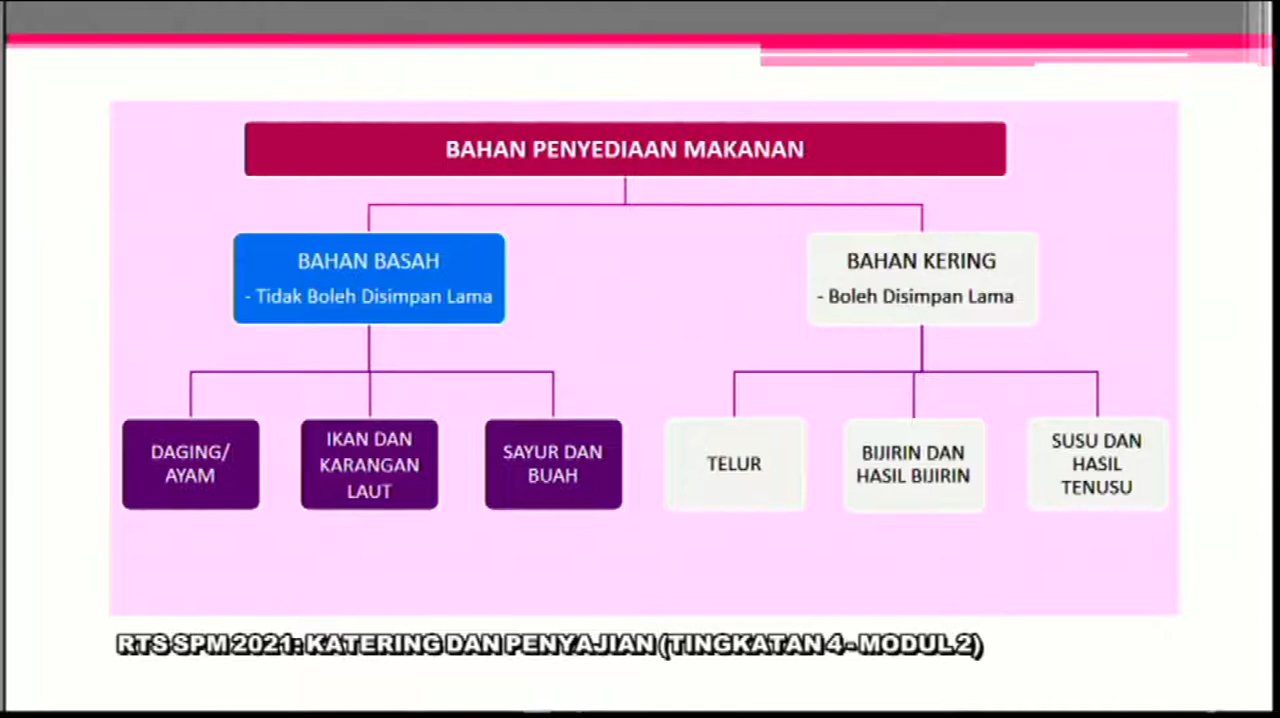 BAHAN PENYEDIAAN MAKANAN
BAHAN BASAH
- Tidak Boleh Disimpan Lama
BAHAN KERING
- Boleh Disimpan Lama
DAGING/
AYAM
IKAN DAN
KARANGAN
LAUT
SAYUR DAN
BUAH
TELUR
BIJIRIN DAN
HASIL BIJIRIN
SUSU DAN
HASIL
TENUSU
RTS SPM 2021: KATERING DAN PENYAJIAN (TINGKATAN 4 - MODUL 2)